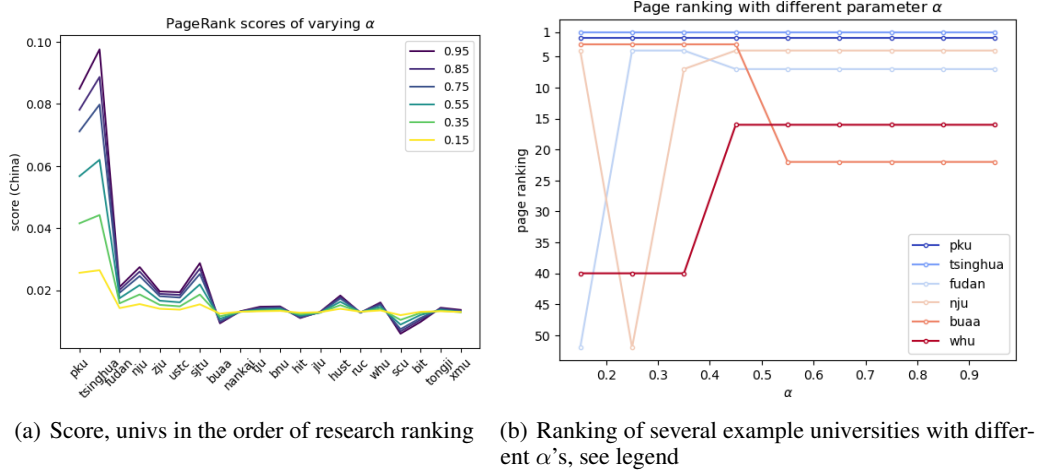 PageRank scores of varying α
0.10
0.08
0.06
0.04
0.02
score (China)
0.95
0.85
0.75
0.55
0.35
0.15
pku
tsinghua
fudan
nju
zju
ustc
sjtu
buaa
nankai
tju
bnu
hit
jlu
hust
ruc
whu
scu
bit
tongji
xmu
(a) Score, univs in the order of research ranking
Page ranking with different parameter α
1
5
10
15
20
25
30
35
40
45
50
page ranking
pku
tsinghua
fudan
nju
buaa
whu
0.2 0.3 0.4 0.5 0.6 0.7 0.8 0.9
α
(b) Ranking of several example universities with differ-
ent α's, see legend